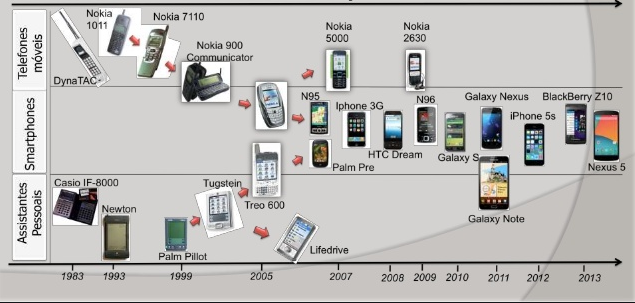 Telefones
móveis
Nokia
1011
Nokia 7110
Nokia 900
Communicator
DynaTAC
Nokia
5000
Nokia
2630
Smartphones
N95
Iphone 3G
HTC Dream
N96
Galaxy S
Galaxy Nexus
iPhone 5s
BlackBerry Z10
Nexus 5
Palm Pre
Galaxy Note
Treo 600
Assistantes
Pessoais
Casio IF-8000
Newton
Palm Pillot
Tugstein
Lifedrive
1983
1993
1999
2005
2007
2008
2009
2010
2011
2012
2013